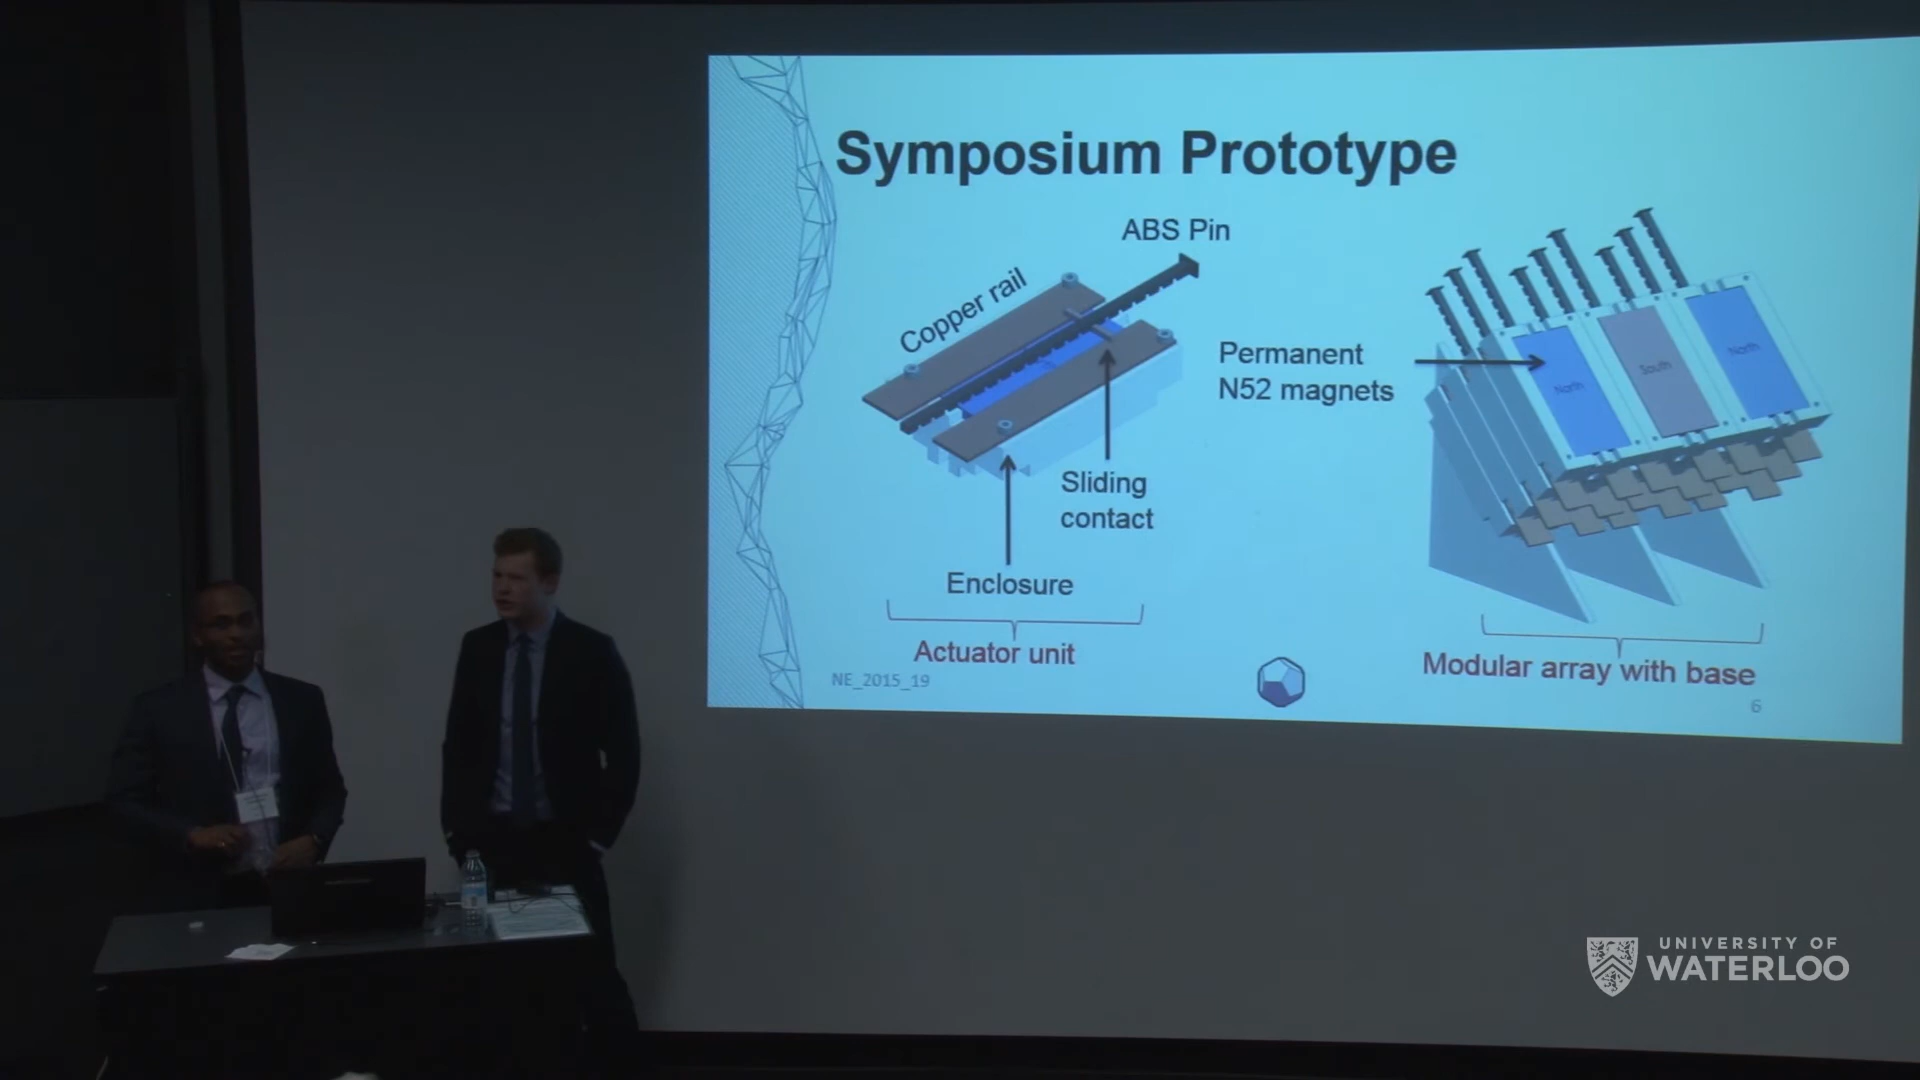 Symposium Prototype
ABS Pin
Copper rail
Permanent
N52 magnets
North
South
North
Sliding
contact
Enclosure
Actuator unit
Modular array with base
NE_2015_19
6
UNIVERSITY OF
WATERLOO